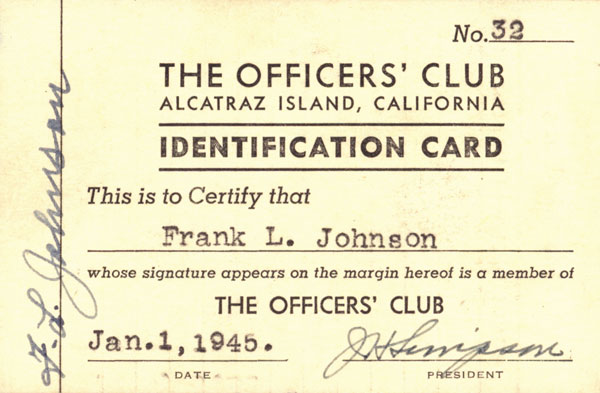 No. 32
THE OFFICERS' CLUB
ALCATRAZ ISLAND, CALIFORNIA
IDENTIFICATION CARD
This is to Certify that
Frank L. Johnson
whose signature appears on the margin hereof is a member of
THE OFFICERS' CLUB
Jan.1,1945.
J H Simpson
DATE
PRESIDENT
F. L. Johnson